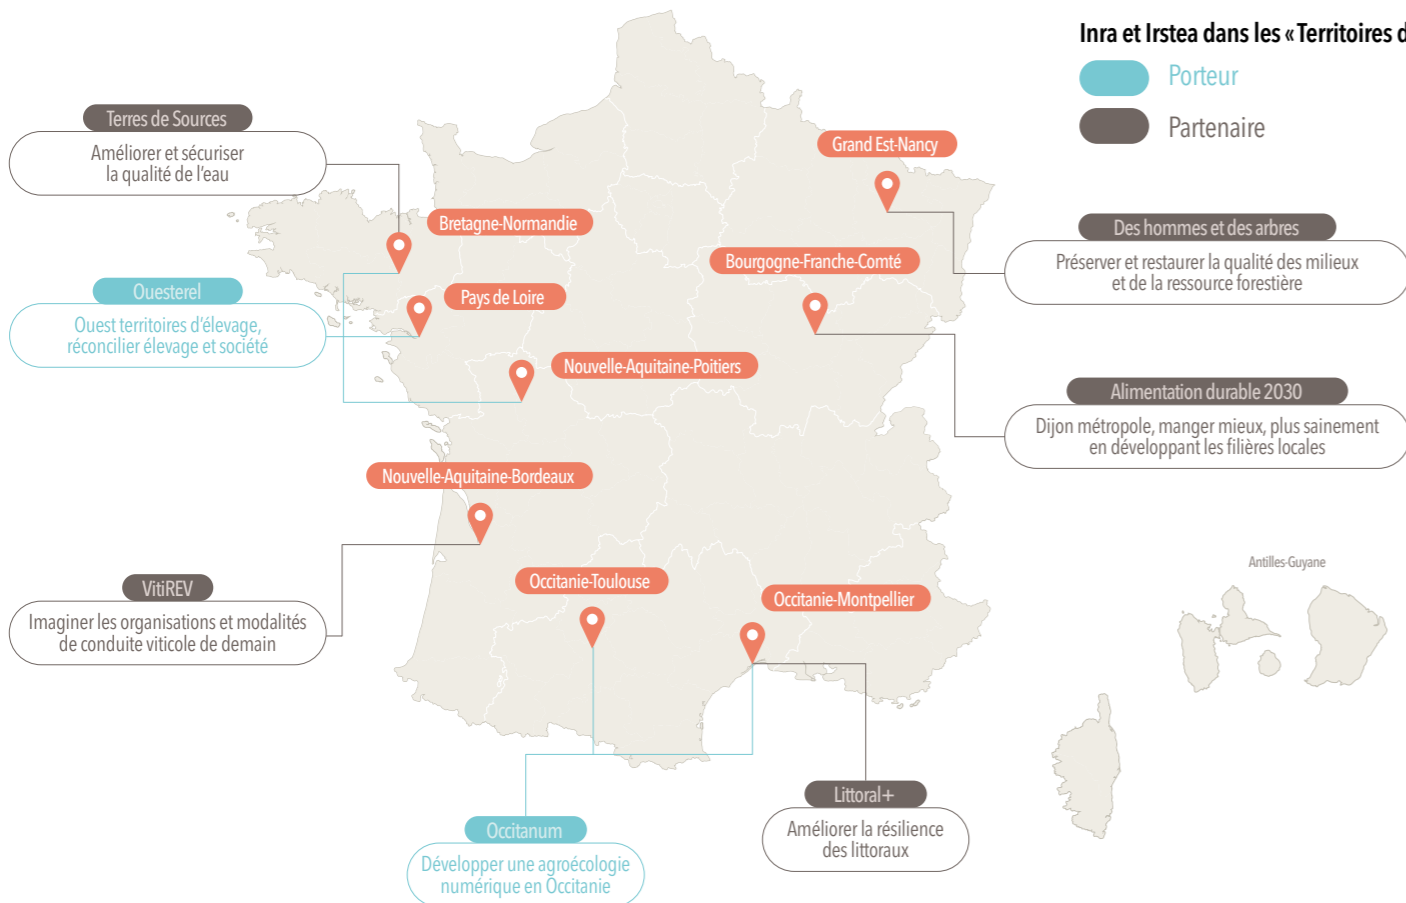 Inra et Irstea dans les « Territoires d
Porteur
Partenaire
Terres de Sources
Améliorer et sécuriser
la qualité de l'eau
Grand Est-Nancy
Bretagne-Normandie
Des hommes et des arbres
Préserver et restaurer la qualité des milieux
et de la ressource forestière
Bourgogne-Franche-Comté
Ouesterel
Ouest territoires d'élevage,
réconcilier élevage et société
Pays de Loire
Nouvelle-Aquitaine-Poitiers
Alimentation durable 2030
Dijon métropole, manger mieux, plus sainement
en développant les filières locales
Nouvelle-Aquitaine-Bordeaux
VitiREV
Imaginer les organisations et modalités
de conduite viticole de demain
Occitanie-Toulouse
Occitanie-Montpellier
Antilles-Guyane
Littoral+
Améliorer la résilience
des littoraux
Occitanum
Développer une agroécologie
numérique en Occitanie